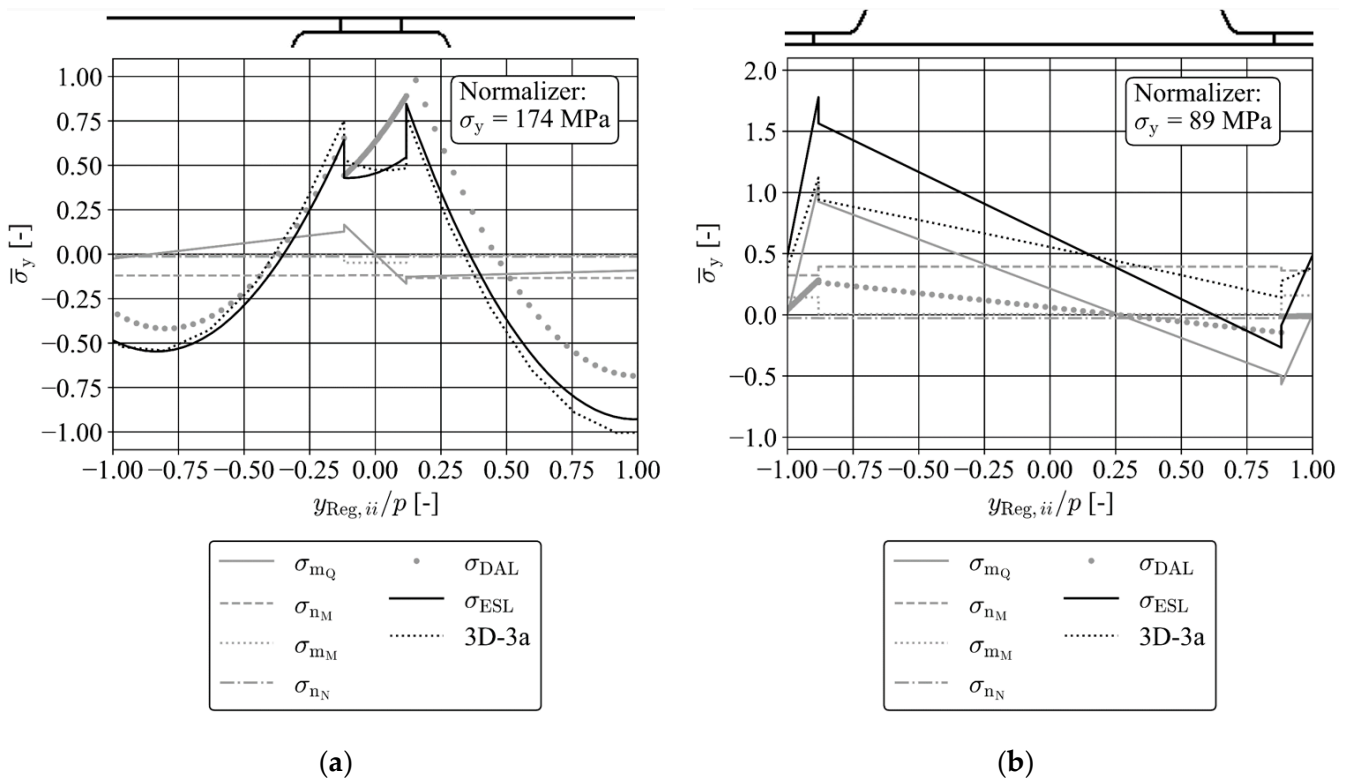 Normalizer:
σy = 174 MPa
1.00
0.75
0.50
0.25
0.00
−0.25
−0.50
−0.75
−1.00
σ̅y [-]
−1.00 −0.75 −0.50 −0.25 0.00 0.25 0.50 0.75 1.00
yReg, ii/p [-]
σmQ
σnM
σmM
σnN
σDAL
σESL
3D-3a
(a)
Normalizer:
σy = 89 MPa
2.0
1.5
1.0
0.5
0.0
−0.5
−1.0
σ̅y [-]
−1.00 −0.75 −0.50 −0.25 0.00 0.25 0.50 0.75 1.00
yReg, ii/p [-]
σmQ
σnM
σmM
σnN
σDAL
σESL
3D-3a
(b)